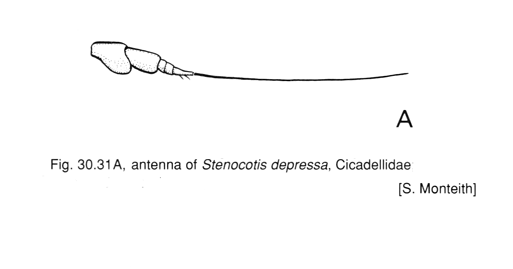 A
Fig. 30.31A, antenna of Stenocotis depressa, Cicadellidae
[S. Monteith]